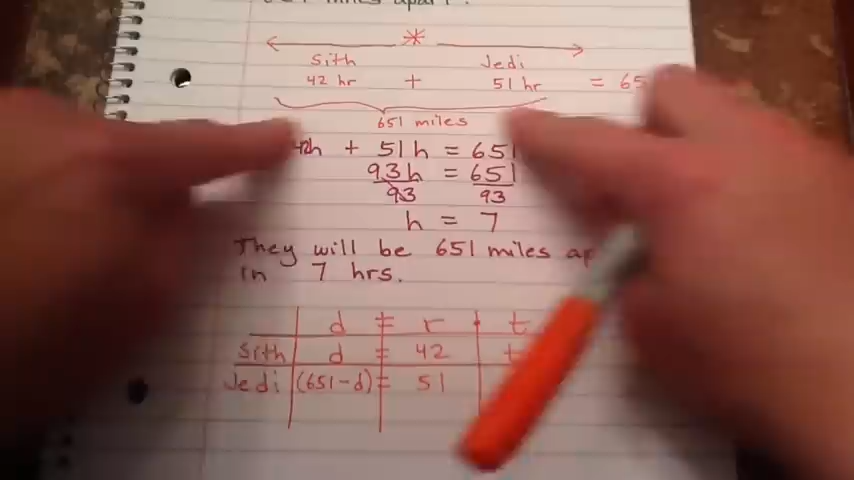 miles apart.
Sith Jedi
42 hr + 51 hr = 65
651 miles
42h + 51h = 651
93h = 651
93 93
h = 7
They will be 651 miles
in 7 hrs.
d = r · t
Sith d = 42 t
Jedi (651-d) = 51